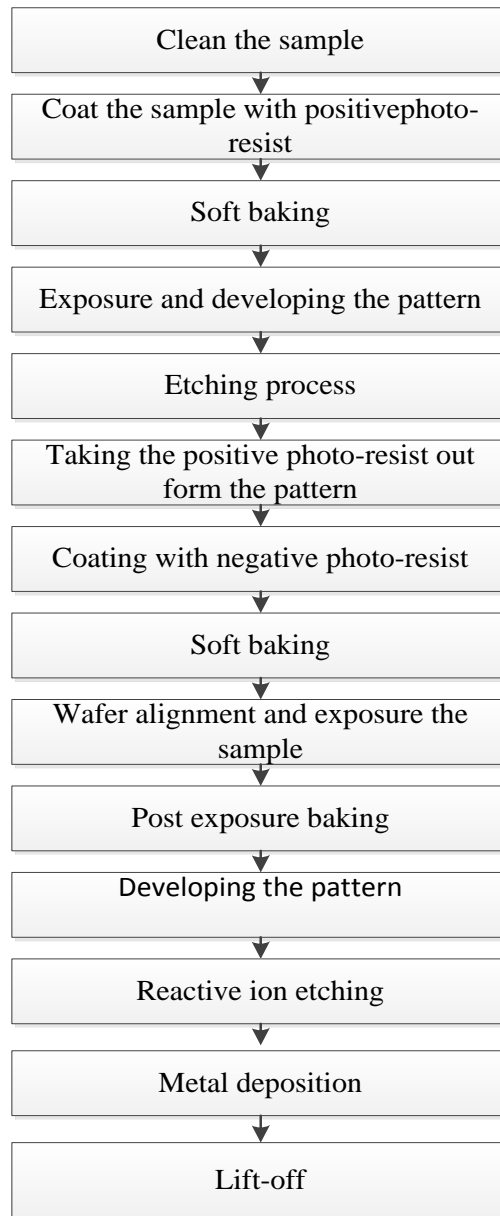 Clean the sample
Coat the sample with positivephoto-
resist
Soft baking
Exposure and developing the pattern
Etching process
Taking the positive photo-resist out
form the pattern
Coating with negative photo-resist
Soft baking
Wafer alignment and exposure the
sample
Post exposure baking
Developing the pattern
Reactive ion etching
Metal deposition
Lift-off